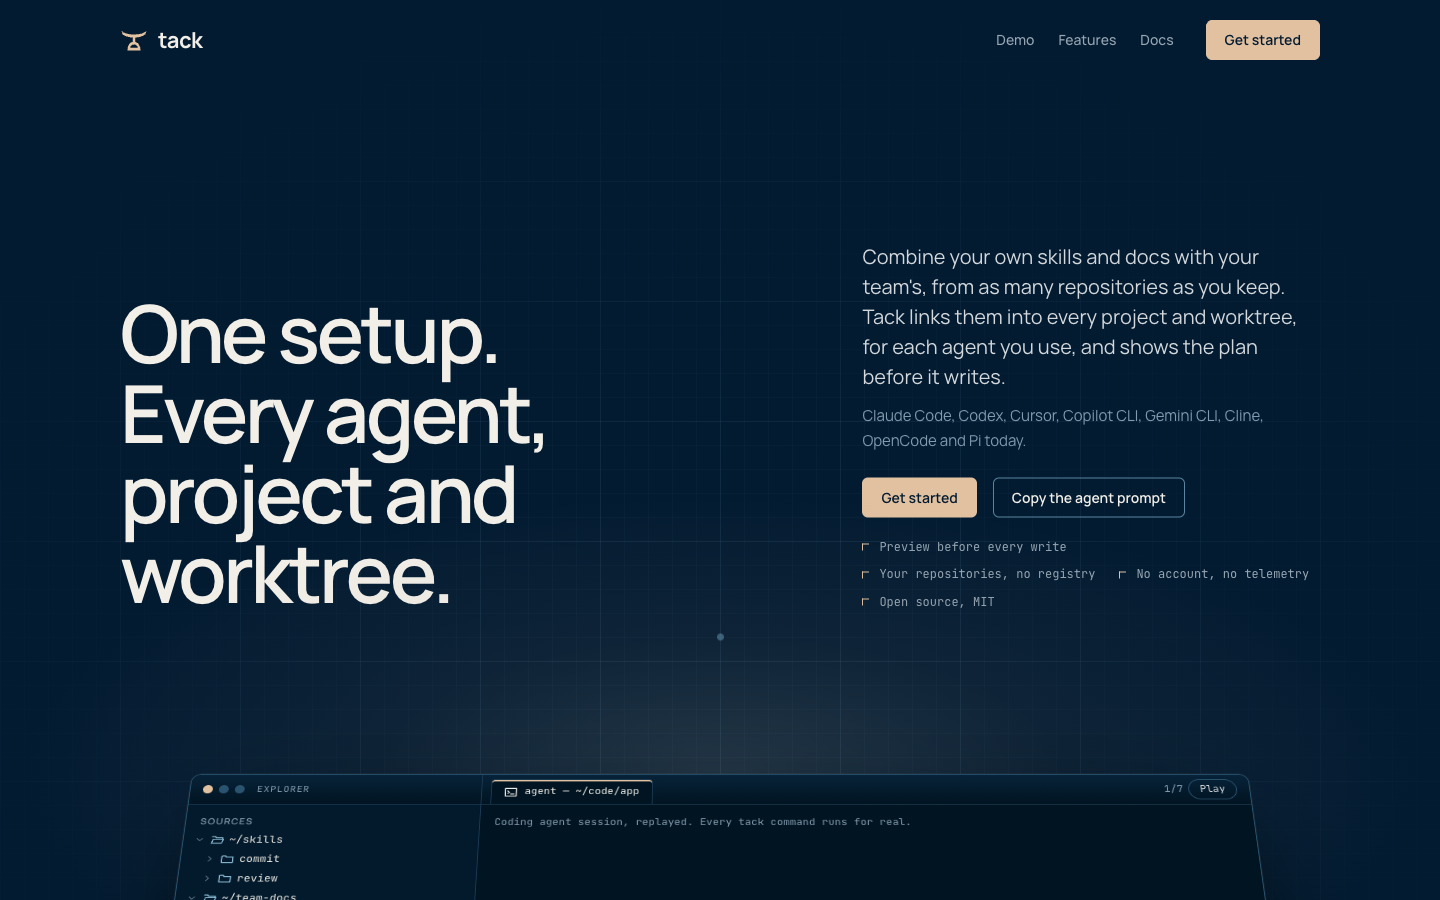 tack
Demo
Features
Docs
Get started
One setup.
Every agent,
project and
worktree.
Combine your own skills and docs with your
team's, from as many repositories as you keep.
Tack links them into every project and worktree,
for each agent you use, and shows the plan
before it writes.
Claude Code, Codex, Cursor, Copilot CLI, Gemini CLI, Cline,
OpenCode and Pi today.
Get started
Copy the agent prompt
Preview before every write
Your repositories, no registry
No account, no telemetry
Open source, MIT
EXPLORER
agent — ~/code/app
1/7
Play
SOURCES
~/skills
commit
review
~/team-docs
Coding agent session, replayed. Every tack command runs for real.